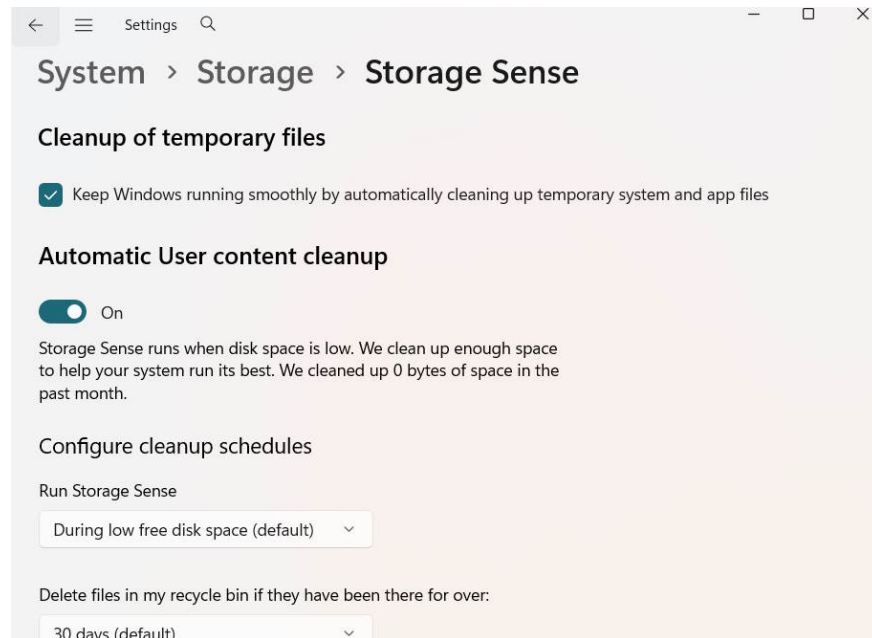 Settings
System > Storage > Storage Sense
Cleanup of temporary files
Keep Windows running smoothly by automatically cleaning up temporary system and app files
Automatic User content cleanup
On
Storage Sense runs when disk space is low. We clean up enough space
to help your system run its best. We cleaned up 0 bytes of space in the
past month.
Configure cleanup schedules
Run Storage Sense
During low free disk space (default)
Delete files in my recycle bin if they have been there for over:
30 days (default)